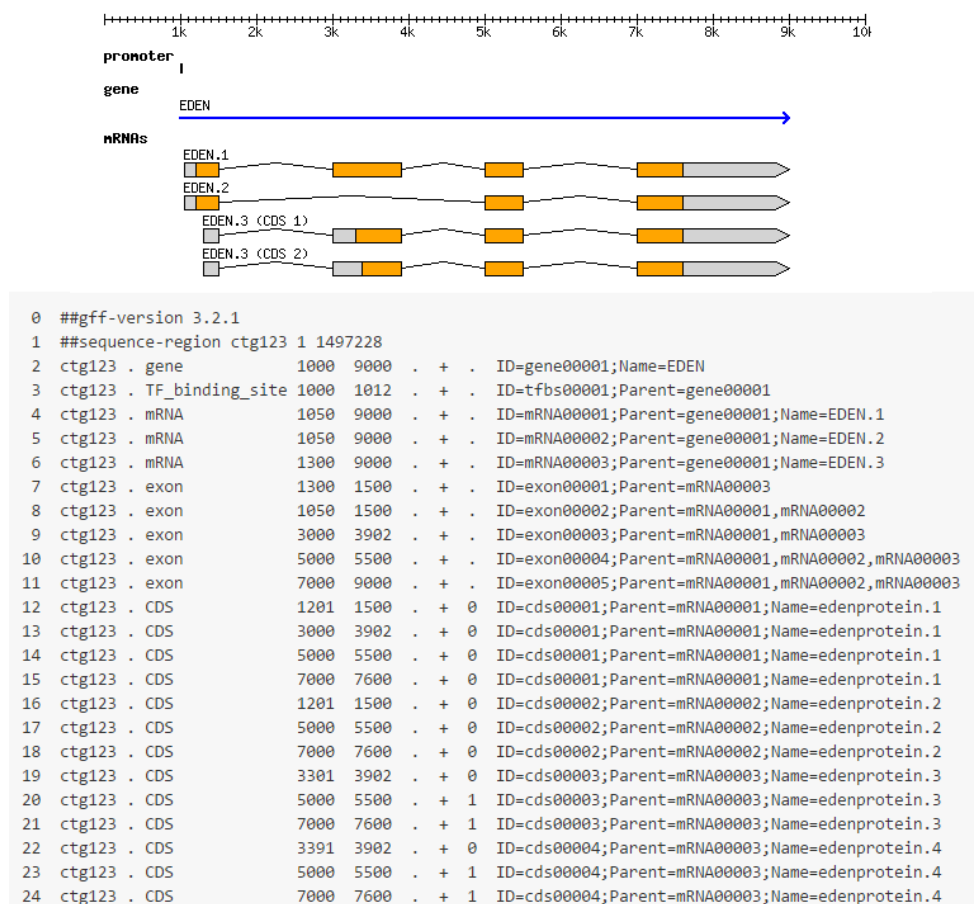 1k 2k 3k 4k 5k 6k 7k 8k 9k 10k
promoter
gene
EDEN
mRNAs
EDEN.1
EDEN.2
EDEN.3 (CDS 1)
EDEN.3 (CDS 2)
0 ##gff-version 3.2.1
1 ##sequence-region ctg123 1 1497228
2 ctg123 . gene 1000 9000 . + . ID=gene00001;Name=EDEN
3 ctg123 . TF_binding_site 1000 1012 . + . ID=tfbs00001;Parent=gene00001
4 ctg123 . mRNA 1050 9000 . + . ID=mRNA00001;Parent=gene00001;Name=EDEN.1
5 ctg123 . mRNA 1050 9000 . + . ID=mRNA00002;Parent=gene00001;Name=EDEN.2
6 ctg123 . mRNA 1300 9000 . + . ID=mRNA00003;Parent=gene00001;Name=EDEN.3
7 ctg123 . exon 1300 1500 . + . ID=exon00001;Parent=mRNA00003
8 ctg123 . exon 1050 1500 . + . ID=exon00002;Parent=mRNA00001,mRNA00002
9 ctg123 . exon 3000 3902 . + . ID=exon00003;Parent=mRNA00001,mRNA00003
10 ctg123 . exon 5000 5500 . + . ID=exon00004;Parent=mRNA00001,mRNA00002,mRNA00003
11 ctg123 . exon 7000 9000 . + . ID=exon00005;Parent=mRNA00001,mRNA00002,mRNA00003
12 ctg123 . CDS 1201 1500 . + 0 ID=cds00001;Parent=mRNA00001;Name=edenprotein.1
13 ctg123 . CDS 3000 3902 . + 0 ID=cds00001;Parent=mRNA00001;Name=edenprotein.1
14 ctg123 . CDS 5000 5500 . + 0 ID=cds00001;Parent=mRNA00001;Name=edenprotein.1
15 ctg123 . CDS 7000 7600 . + 0 ID=cds00001;Parent=mRNA00001;Name=edenprotein.1
16 ctg123 . CDS 1201 1500 . + 0 ID=cds00002;Parent=mRNA00002;Name=edenprotein.2
17 ctg123 . CDS 5000 5500 . + 0 ID=cds00002;Parent=mRNA00002;Name=edenprotein.2
18 ctg123 . CDS 7000 7600 . + 0 ID=cds00002;Parent=mRNA00002;Name=edenprotein.2
19 ctg123 . CDS 3301 3902 . + 0 ID=cds00003;Parent=mRNA00003;Name=edenprotein.3
20 ctg123 . CDS 5000 5500 . + 1 ID=cds00003;Parent=mRNA00003;Name=edenprotein.3
21 ctg123 . CDS 7000 7600 . + 1 ID=cds00003;Parent=mRNA00003;Name=edenprotein.3
22 ctg123 . CDS 3391 3902 . + 0 ID=cds00004;Parent=mRNA00003;Name=edenprotein.4
23 ctg123 . CDS 5000 5500 . + 1 ID=cds00004;Parent=mRNA00003;Name=edenprotein.4
24 ctg123 . CDS 7000 7600 . + 1 ID=cds00004;Parent=mRNA00003;Name=edenprotein.4